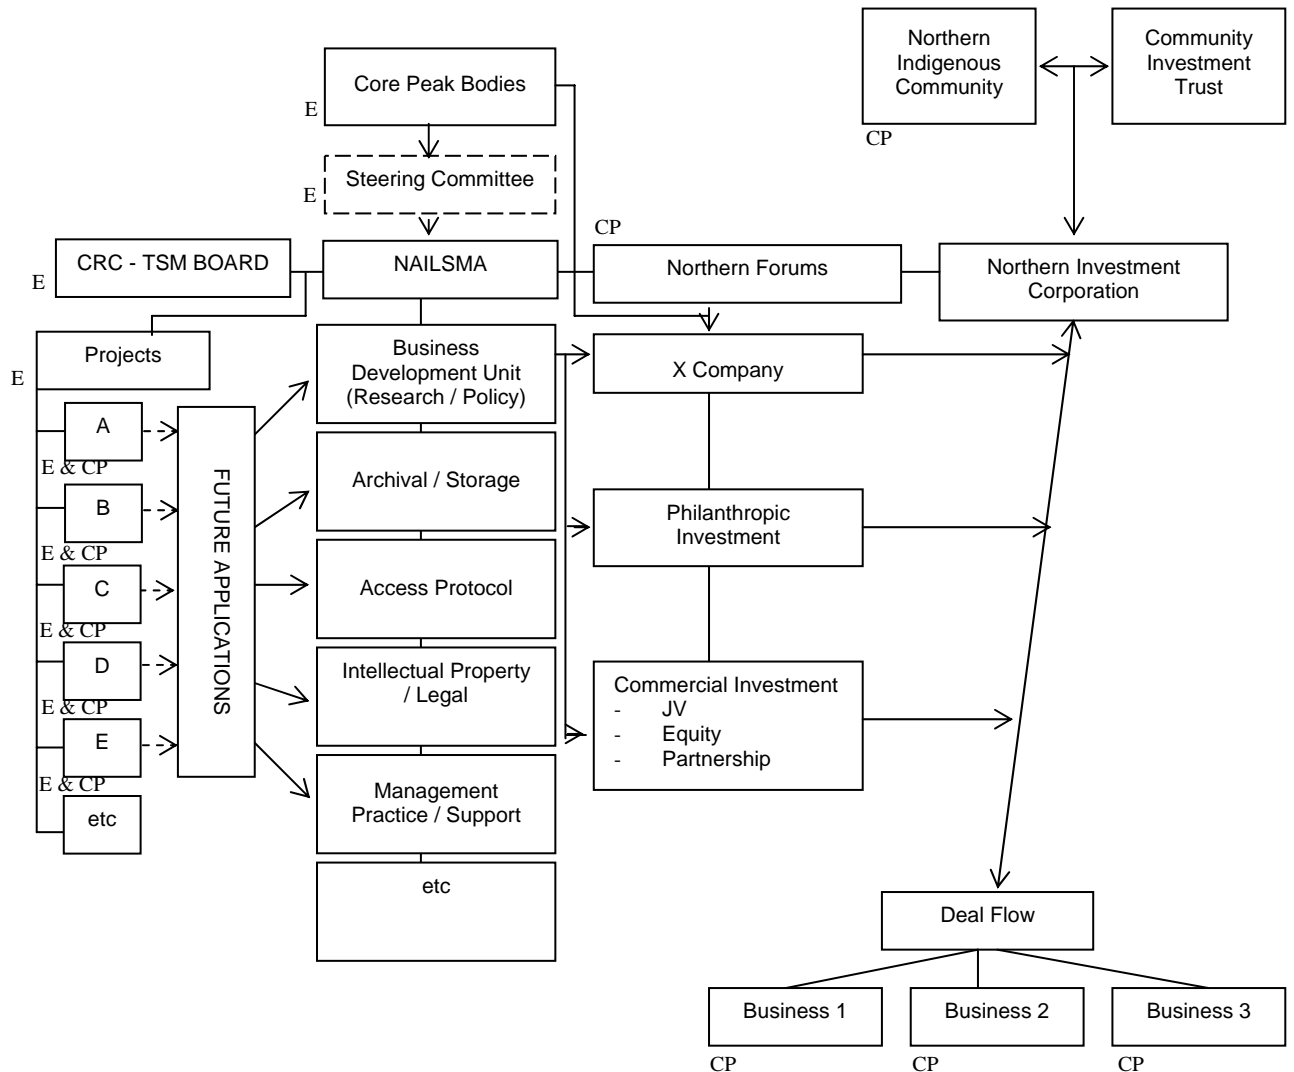 Northern
Indigenous
Community
Community
Investment
Trust
CP
Core Peak Bodies
E
Steering Committee
E
CP
CRC - TSM BOARD
E
NAILSMA
Northern Forums
Northern Investment
Corporation
Projects
E
Business
Development Unit
(Research / Policy)
X Company
A
E & CP
B
E & CP
C
E & CP
D
E & CP
E
E & CP
etc
FUTURE APPLICATIONS
Archival / Storage
Access Protocol
Intellectual Property
/ Legal
Management
Practice / Support
etc
Philanthropic
Investment
Commercial Investment
- JV
- Equity
- Partnership
Deal Flow
Business 1
Business 2
Business 3
CP
CP
CP